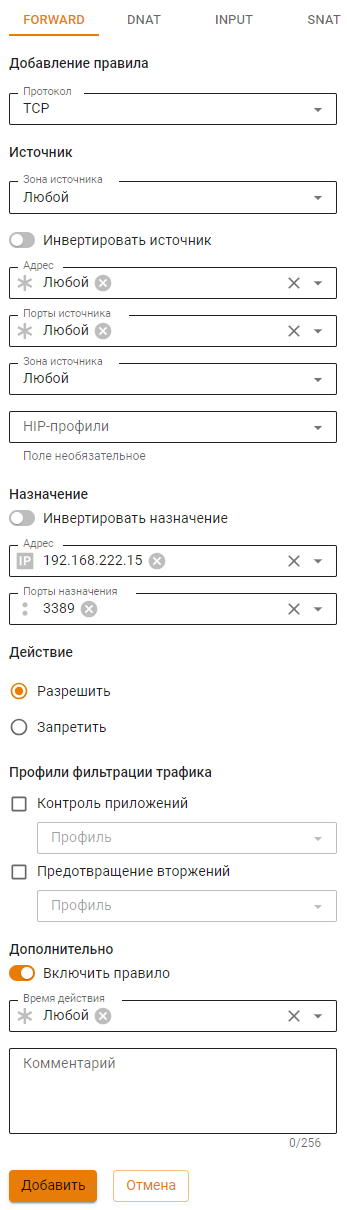 FORWARD DNAT INPUT SNAT
Добавление правила
Протокол
TCP
Источник
Зона источника
Любой
Инвертировать источник
Адрес
Любой
Порты источника
Любой
Зона источника
Любой
HIP-профили
Поле необязательное
Назначение
Инвертировать назначение
Адрес
IP 192.168.222.15
Порты назначения
3389
Действие
Разрешить
Запретить
Профили фильтрации трафика
Контроль приложений
Профиль
Предотвращение вторжений
Профиль
Дополнительно
Включить правило
Время действия
Любой
Комментарий
0/256
Добавить Отмена